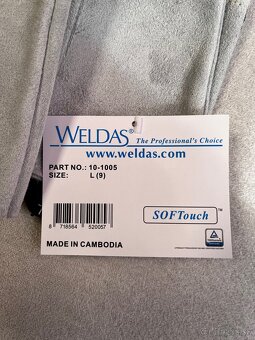 WELDAS® The Professional's Choice
www.weldas.com
PART NO.: 10-1005
SIZE: L (9)
8 718564 520057
SOFTouch™
MADE IN CAMBODIA